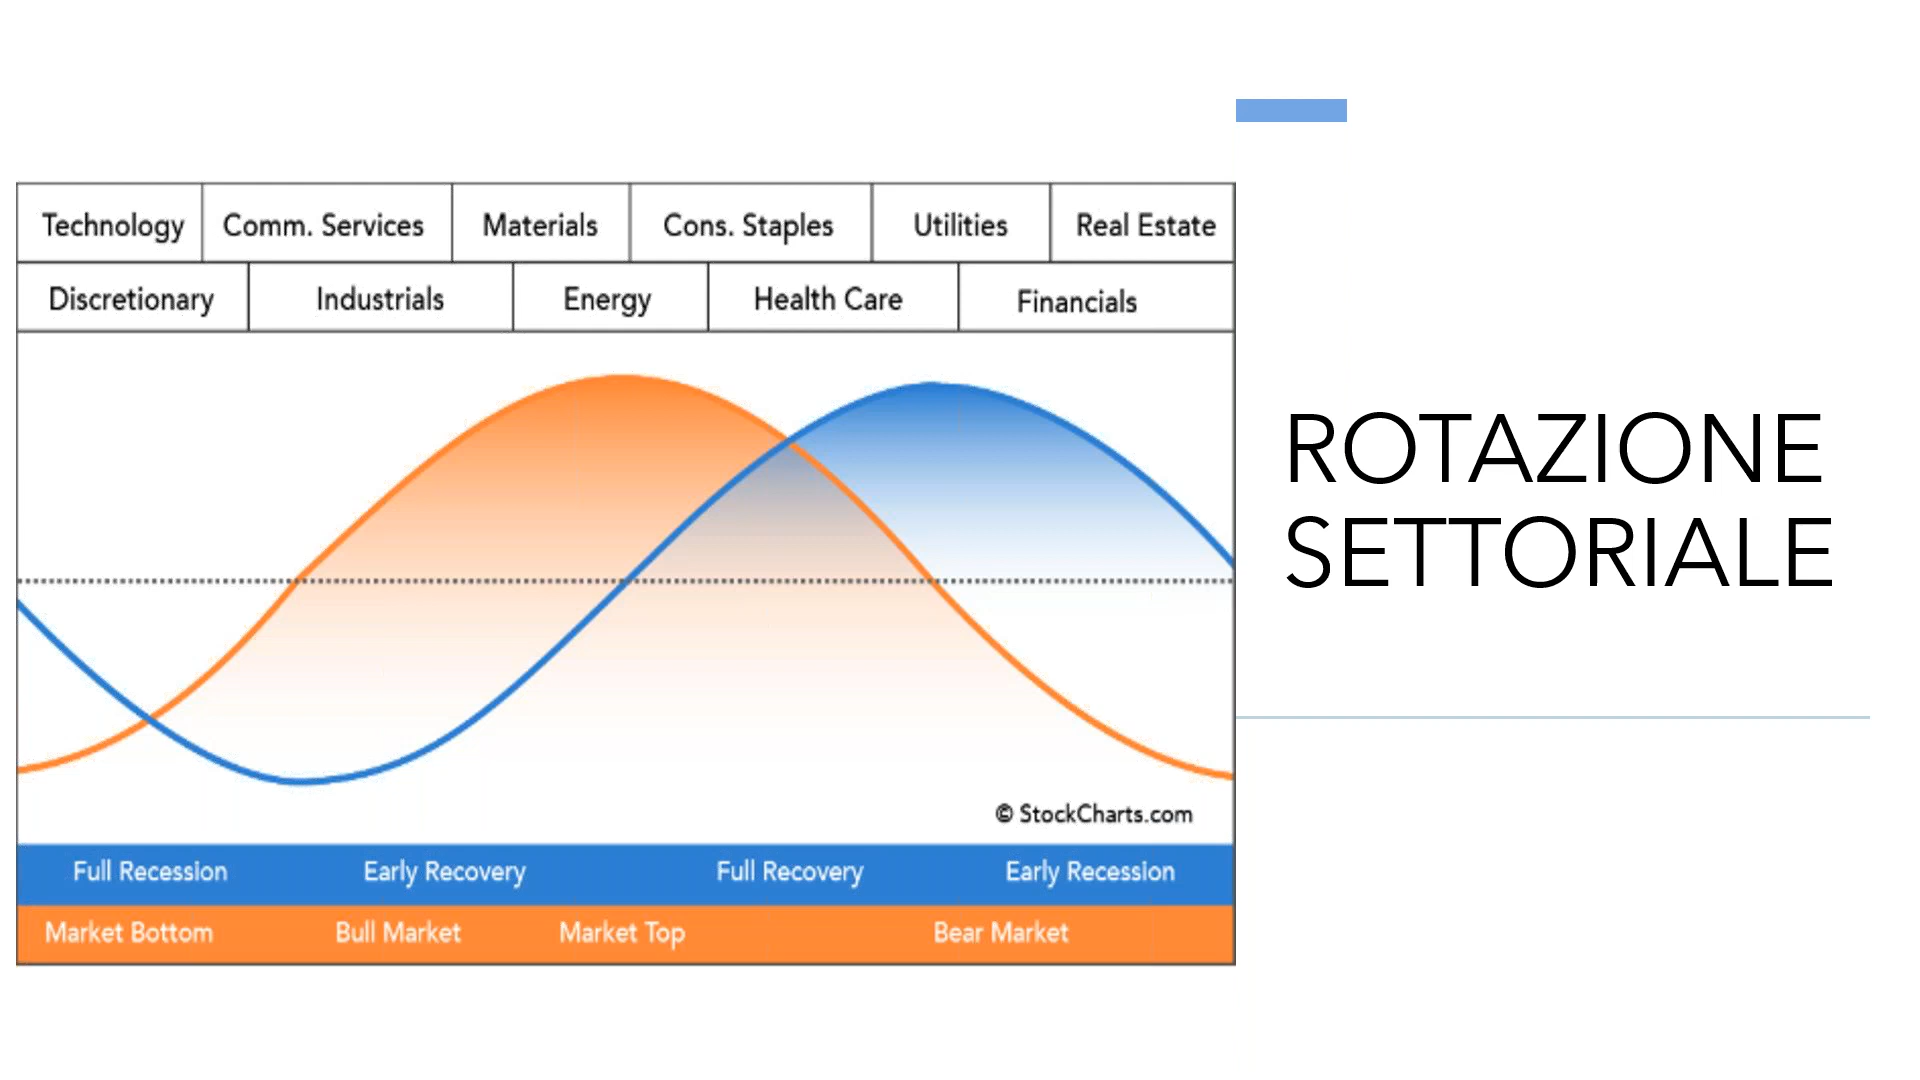 Technology Comm. Services Materials Cons. Staples Utilities Real Estate
Discretionary Industrials Energy Health Care Financials
© StockCharts.com
Full Recession Early Recovery Full Recovery Early Recession
Market Bottom Bull Market Market Top Bear Market
ROTAZIONE
SETTORIALE